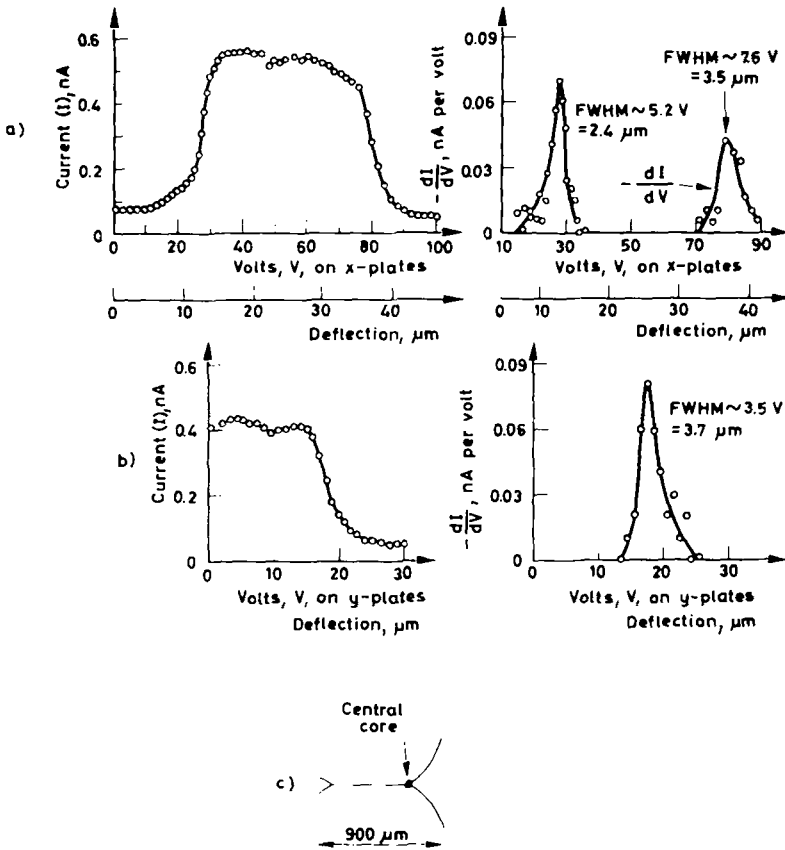 a)
Current (I), nA
0.6
0.4
0.2
0
0 20 40 60 80 100
Volts, V, on x-plates
0 10 20 30 40
Deflection, μm
-dI/dV, nA per volt
0.09
0.06
0.03
0
10 30 50 70 90
FWHM~5.2 V
=2.4 μm
FWHM~7.6 V
=3.5 μm
-dI/dV
Volts, V, on x-plates
0 10 20 30 40
Deflection, μm
b)
Current (I), nA
0.6
0.4
0.2
0
0 10 20 30
Volts, V, on y-plates
Deflection, μm
-dI/dV, nA per volt
0.09
0.06
0.03
0
0 10 20 30
FWHM~3.5 V
=3.7 μm
Volts, V, on y-plates
Deflection, μm
c)
Central
core
900 μm